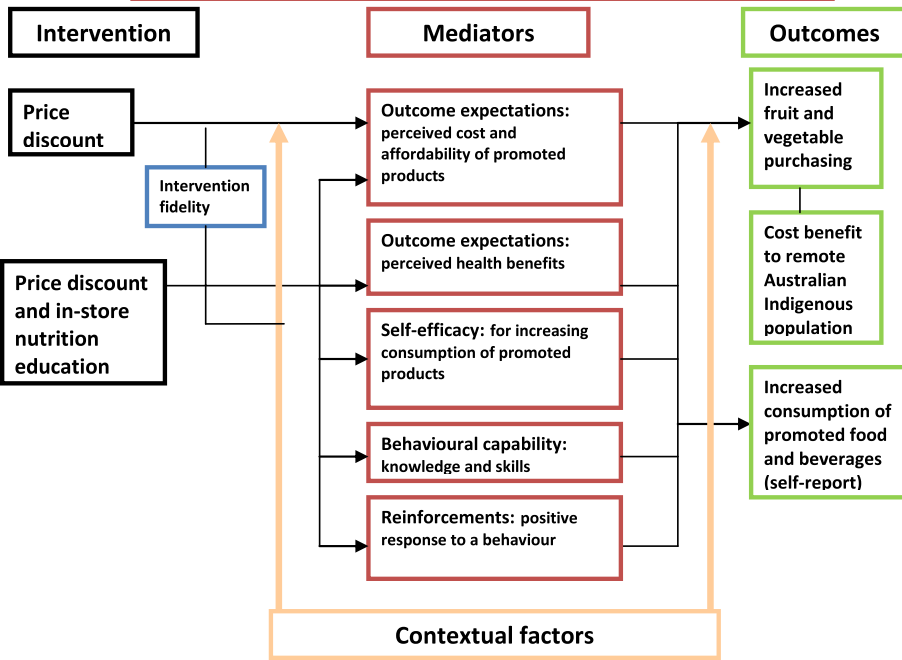 Intervention
Mediators
Outcomes
Price
discount
Intervention
fidelity
Price discount
and in-store
nutrition
education
Outcome expectations:
perceived cost and
affordability of promoted
products
Outcome expectations:
perceived health benefits
Self-efficacy: for increasing
consumption of promoted
products
Behavioural capability:
knowledge and skills
Reinforcements: positive
response to a behaviour
Increased
fruit and
vegetable
purchasing
Cost benefit
to remote
Australian
Indigenous
population
Increased
consumption of
promoted food
and beverages
(self-report)
Contextual factors